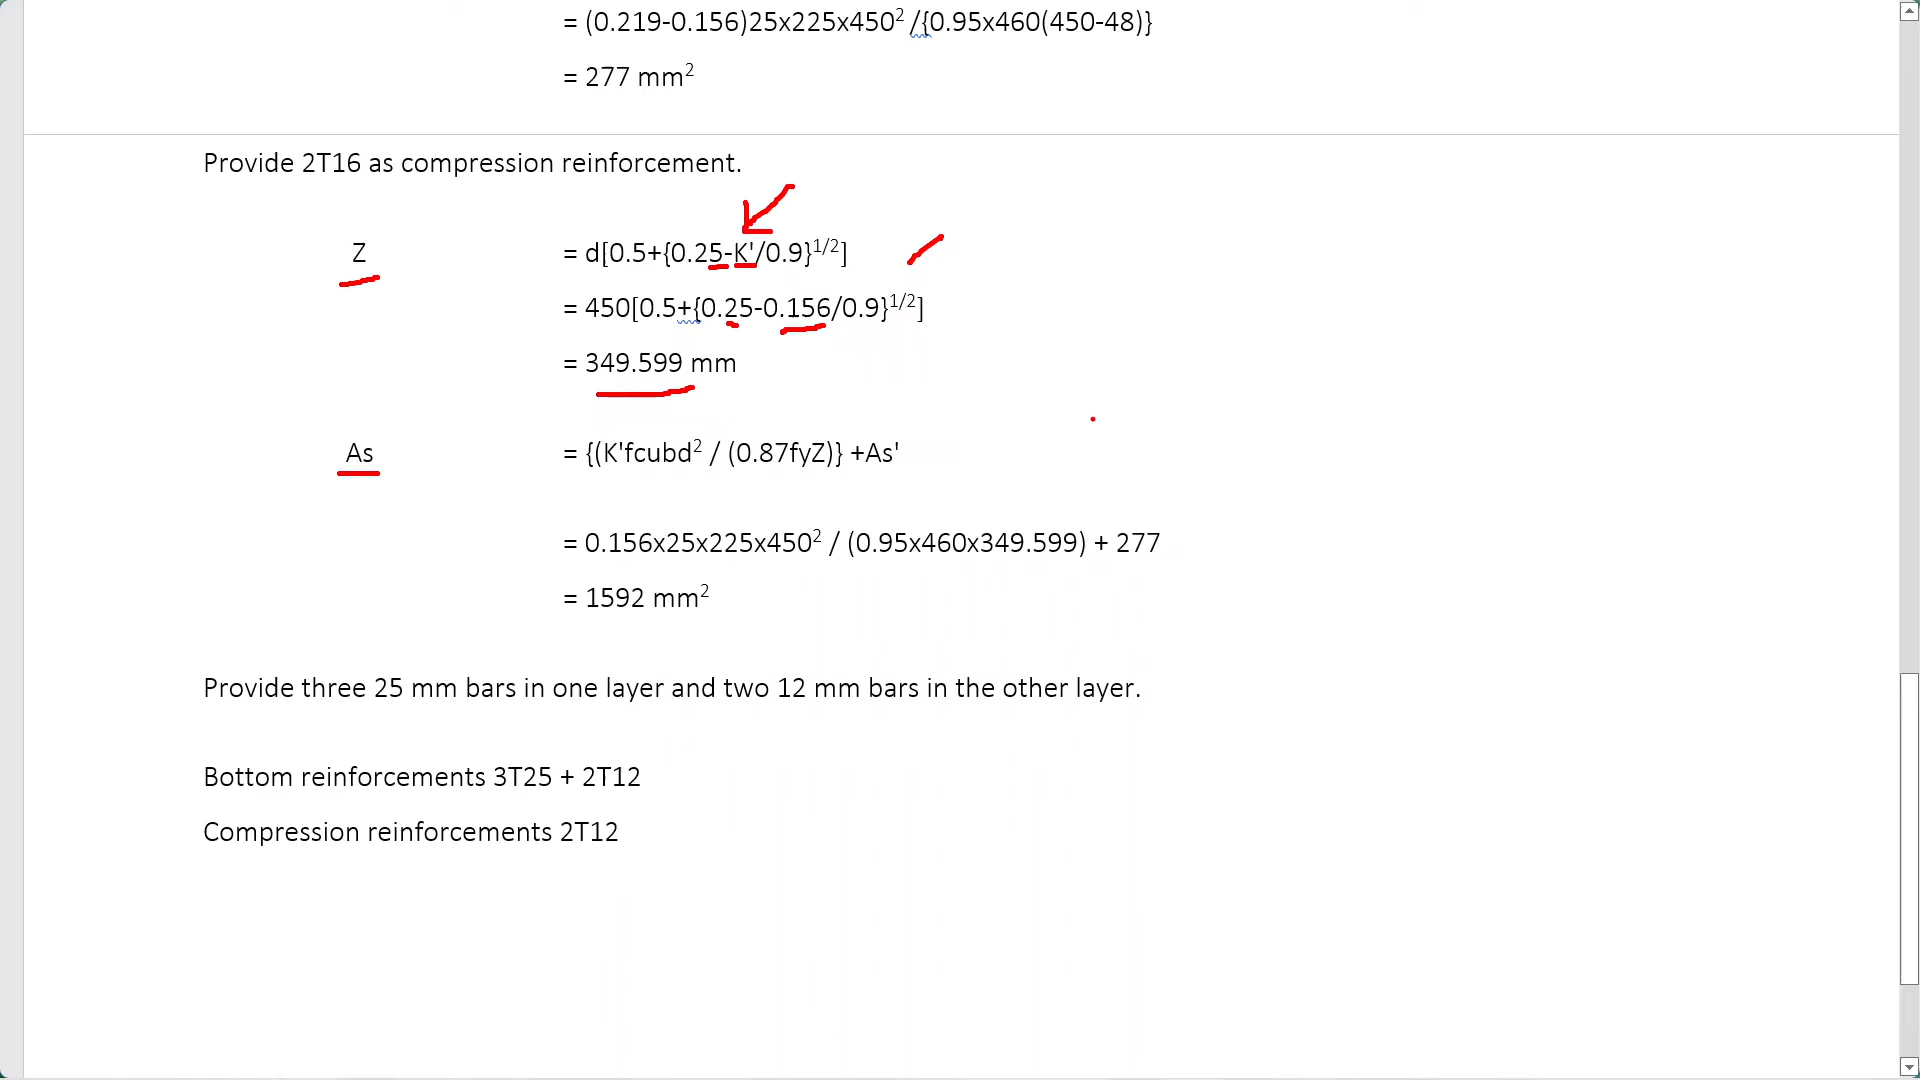 = (0.219-0.156)25x225x450² /{0.95x460(450-48)}
= 277 mm²
Provide 2T16 as compression reinforcement.
Z = d[0.5+{0.25-K'/0.9}¹/²]
= 450[0.5+{0.25-0.156/0.9}¹/²]
= 349.599 mm
As = {(K'fcubd² / (0.87fyZ)} +As'
= 0.156x25x225x450² / (0.95x460x349.599) + 277
= 1592 mm²
Provide three 25 mm bars in one layer and two 12 mm bars in the other layer.
Bottom reinforcements 3T25 + 2T12
Compression reinforcements 2T12